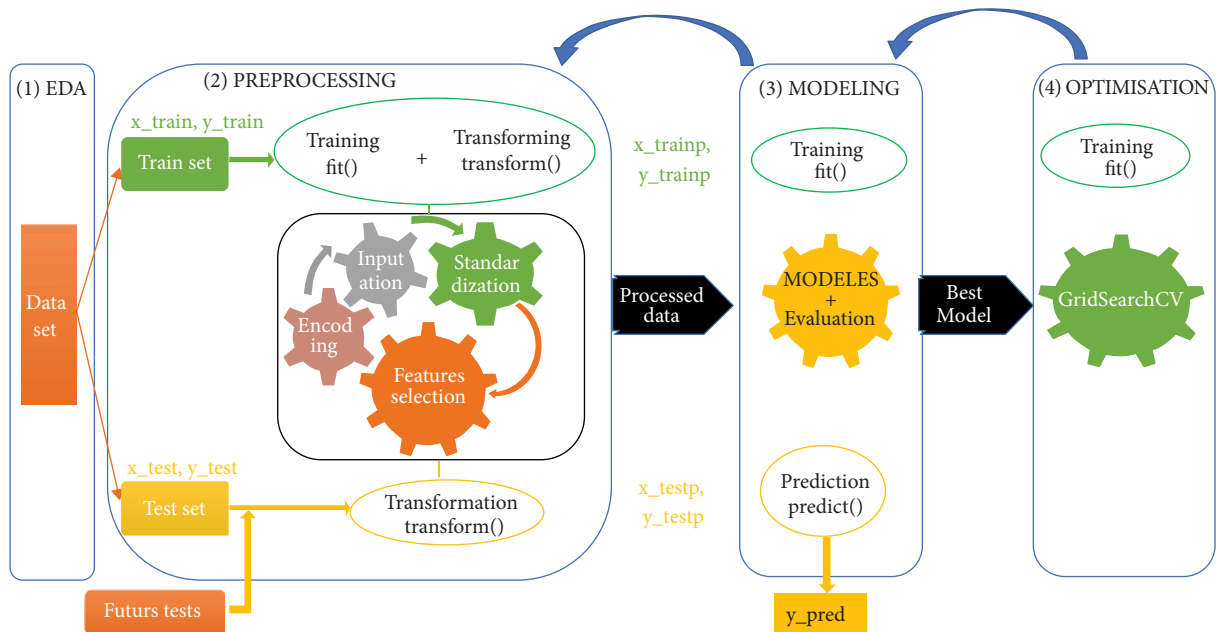 (1) EDA
Data
set
(2) PREPROCESSING
x_train, y_train
Train set
Training
fit()
+
Transforming
transform()
Input
ation
Standar
dization
Encod
ing
Features
selection
x_test, y_test
Test set
Transformation
transform()
Futurs tests
x_trainp,
y_trainp
Processed
data
x_testp,
y_testp
(3) MODELING
Training
fit()
MODELES
+
Evaluation
Prediction
predict()
y_pred
Best
Model
(4) OPTIMISATION
Training
fit()
GridSearchCV